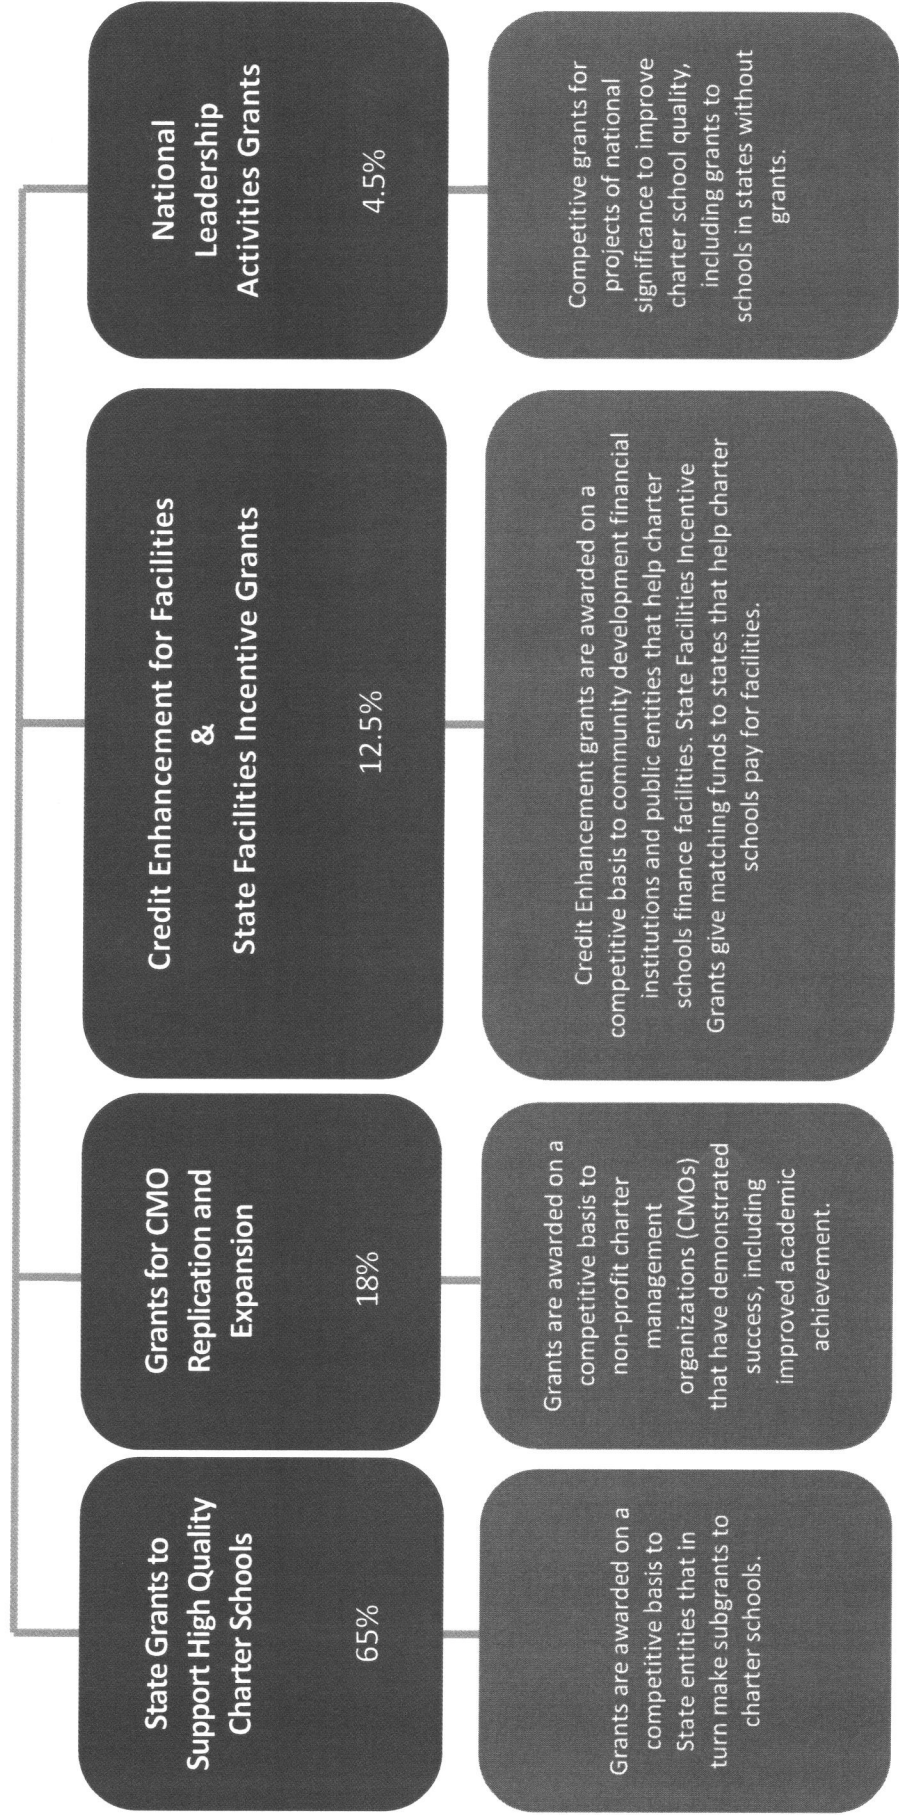 State Grants to
Support High Quality
Charter Schools
65%
Grants for CMO
Replication and
Expansion
18%
Credit Enhancement for Facilities
&
State Facilities Incentive Grants
12.5%
National
Leadership
Activities Grants
4.5%
Grants are awarded on a
competitive basis to
State entities that in
turn make subgrants to
charter schools.
Grants are awarded on a
competitive basis to
non-profit charter
management
organizations (CMOs)
that have demonstrated
success, including
improved academic
achievement.
Credit Enhancement grants are awarded on a
competitive basis to community development financial
institutions and public entities that help charter
schools finance facilities. State Facilities Incentive
Grants give matching funds to states that help charter
schools pay for facilities.
Competitive grants for
projects of national
significance to improve
charter school quality,
including grants to
schools in states without
grants.